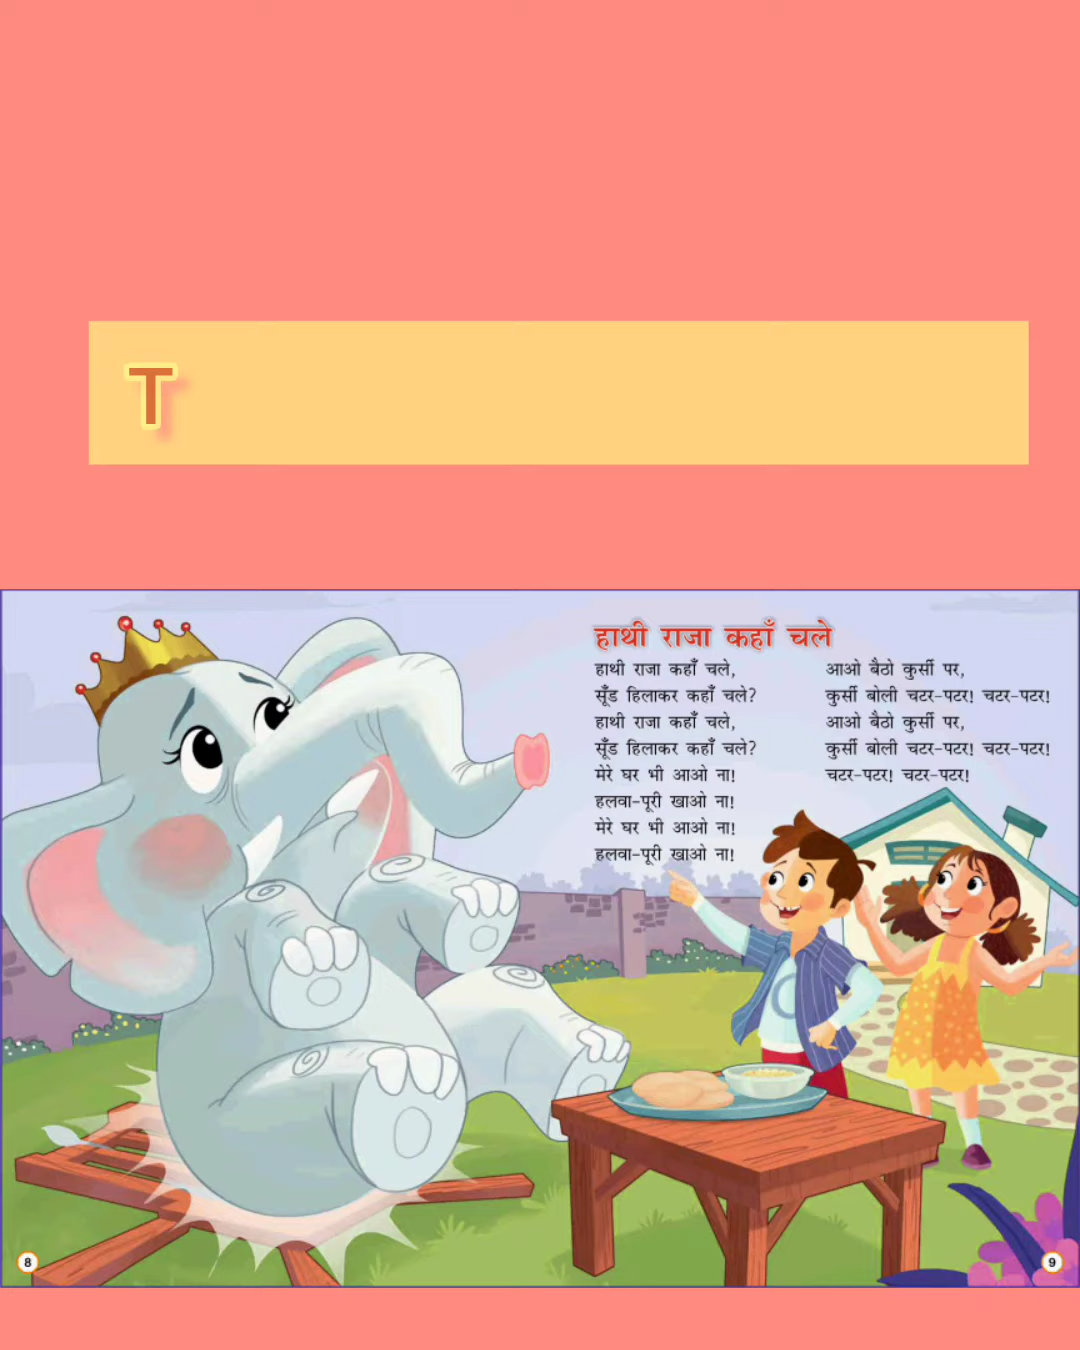 T
हाथी राजा कहाँ चले
हाथी राजा कहाँ चले,
सूँड हिलाकर कहाँ चले?
हाथी राजा कहाँ चले,
सूँड हिलाकर कहाँ चले?
मेरे घर भी आओ ना!
हलवा-पूरी खाओ ना!
मेरे घर भी आओ ना!
हलवा-पूरी खाओ ना!
आओ बैठो कुर्सी पर,
कुर्सी बोली चटर-पटर! चटर-पटर!
आओ बैठो कुर्सी पर,
कुर्सी बोली चटर-पटर! चटर-पटर!
चटर-पटर! चटर-पटर!
8
9